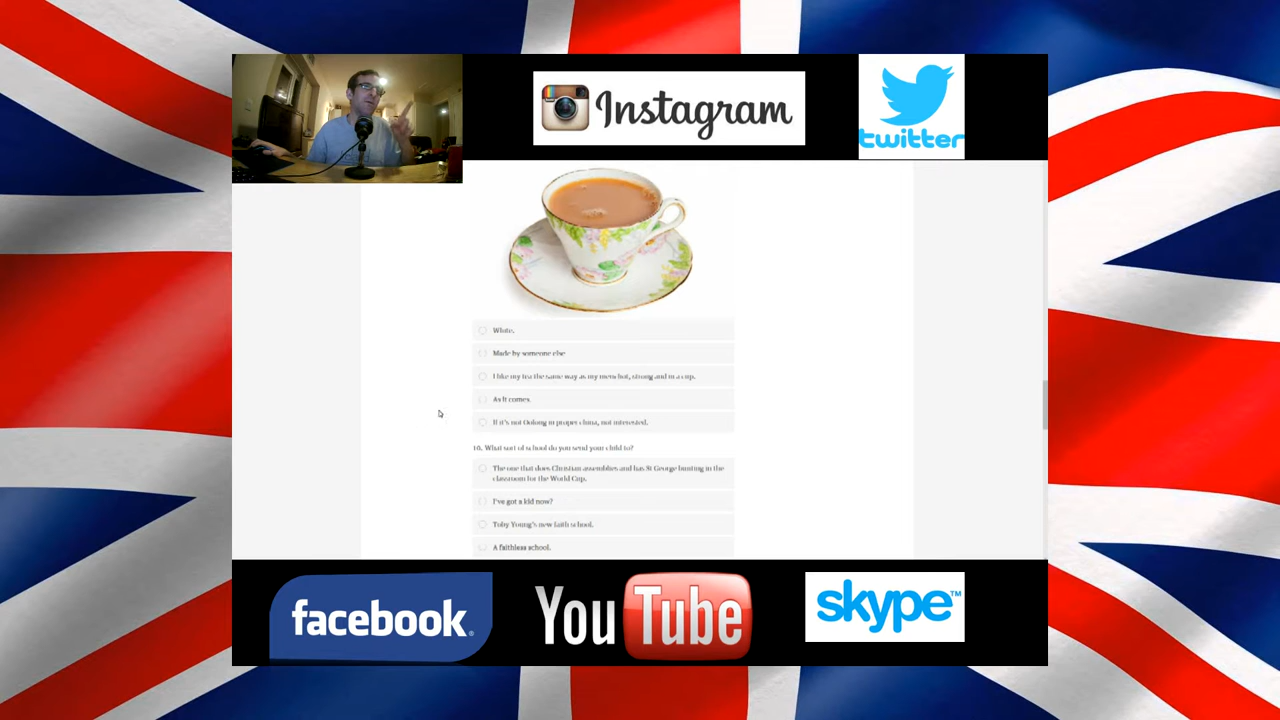 Instagram
twitter
White.
Made by someone else
I like my tea the same way as my men: hot, strong and in a cup.
As it comes.
If it's not Oolong in proper china, not interested.
10. What sort of school do you send your child to?
The one that does Christian assemblies and has St George bunting in the
classroom for the World Cup.
I've got a kid now?
Toby Young's new faith school.
A faithless school.
facebook
YouTube
skype™